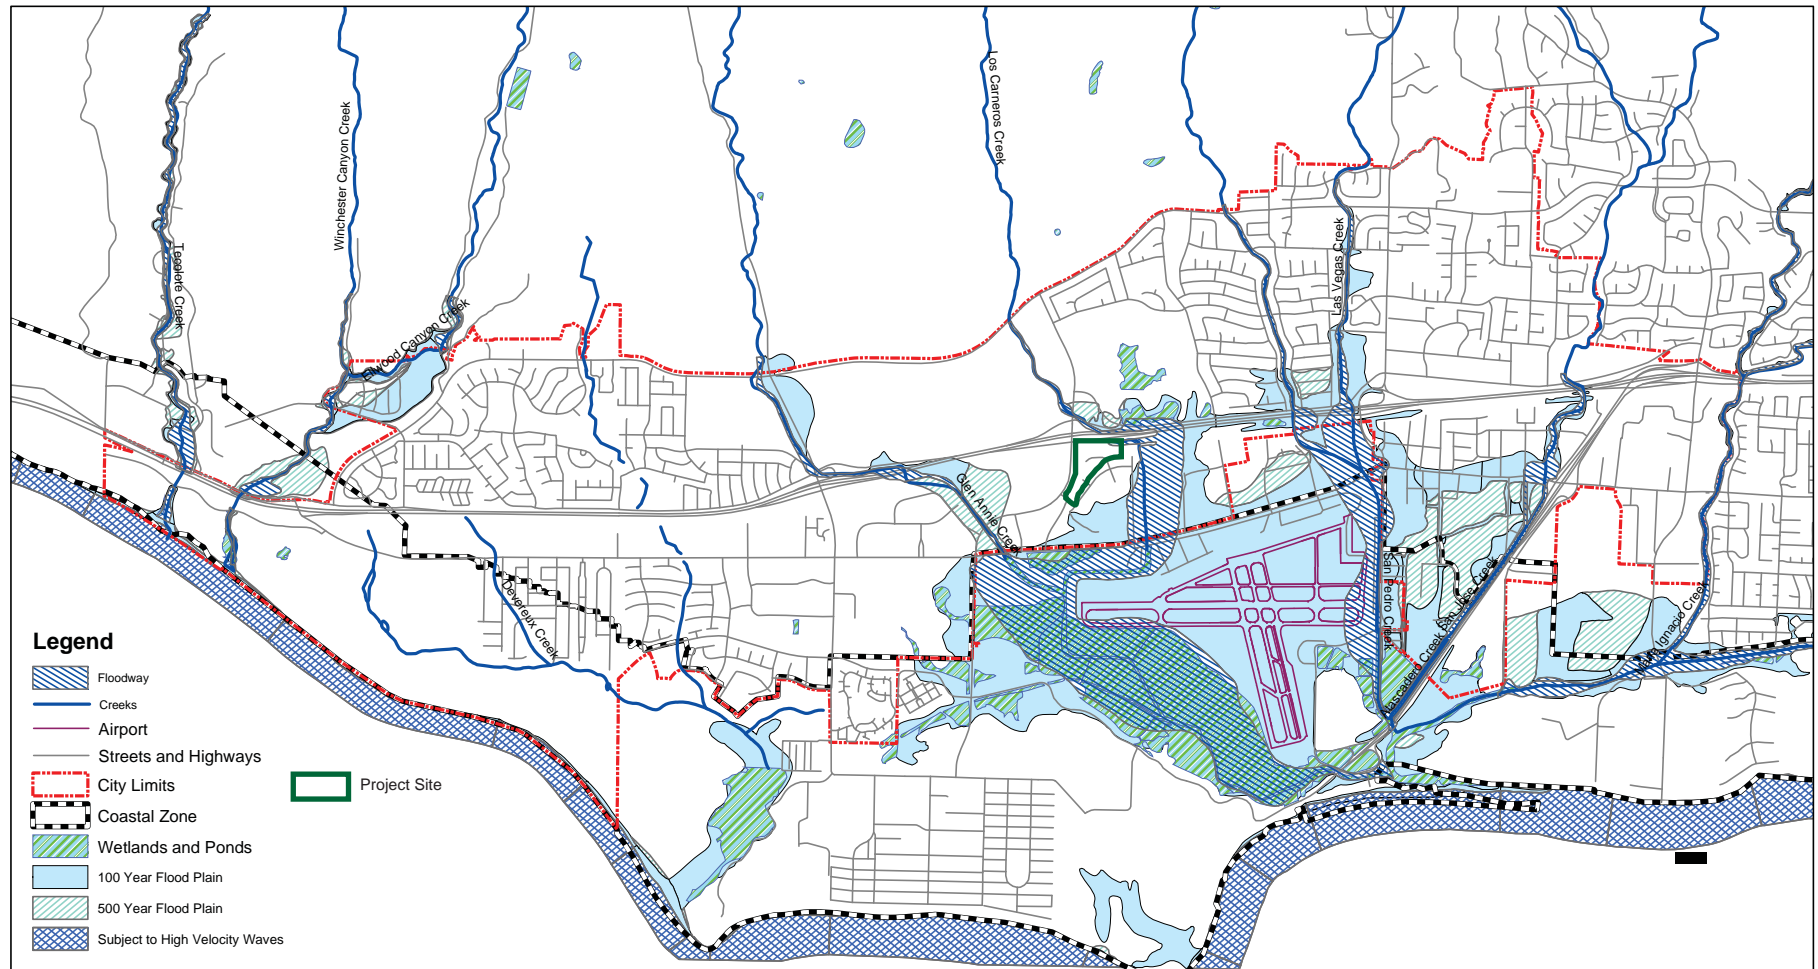 Tecolote Creek
Winchester Canyon Creek
Ellwood Canyon Creek
Los Carneros Creek
Las Vegas Creek
Glen Annie Creek
Devereux Creek
San Pedro Creek
Atascadero Creek
San Jose Creek
Maria Ignacio Creek
Legend
Floodway
Creeks
Airport
Streets and Highways
City Limits
Project Site
Coastal Zone
Wetlands and Ponds
100 Year Flood Plain
500 Year Flood Plain
Subject to High Velocity Waves